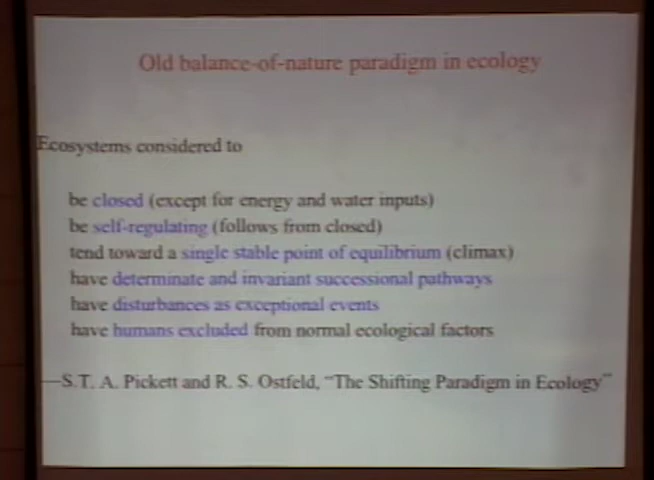 Old balance-of-nature paradigm in ecology
Ecosystems considered to
be closed (except for energy and water inputs)
be self-regulating (follows from closed)
tend toward a single stable point of equilibrium (climax)
have determinate and invariant successional pathways
have disturbances as exceptional events
have humans excluded from normal ecological factors
—S.T. A. Pickett and R. S. Ostfeld, "The Shifting Paradigm in Ecology"